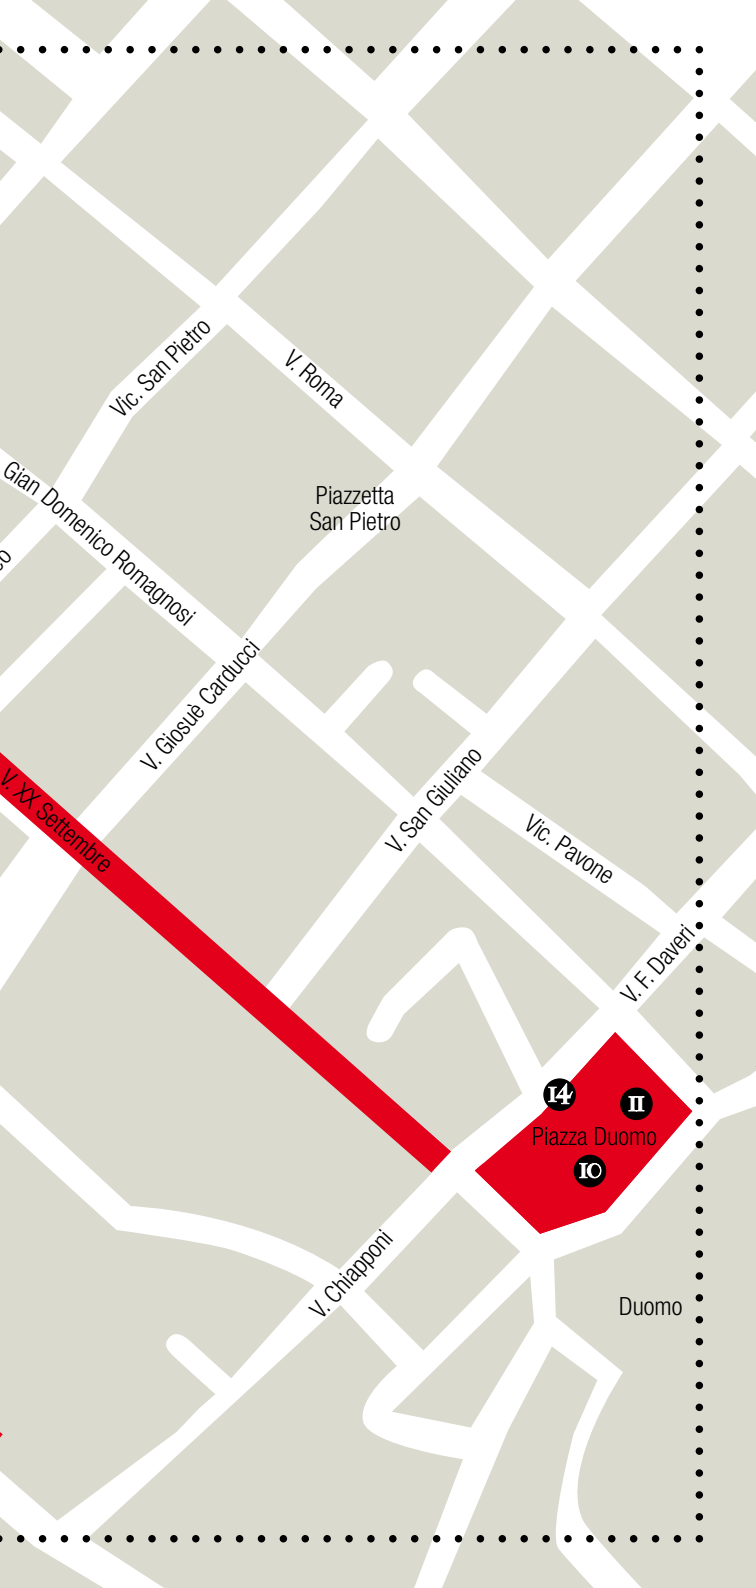 Vic. San Pietro
V. Roma
Gian Domenico Romagnosi
Piazzetta
San Pietro
V. Giosuè Carducci
V. XX Settembre
V. San Giuliano
Vic. Pavone
V. F. Daveri
14
11
Piazza Duomo
10
V. Chiapponi
Duomo